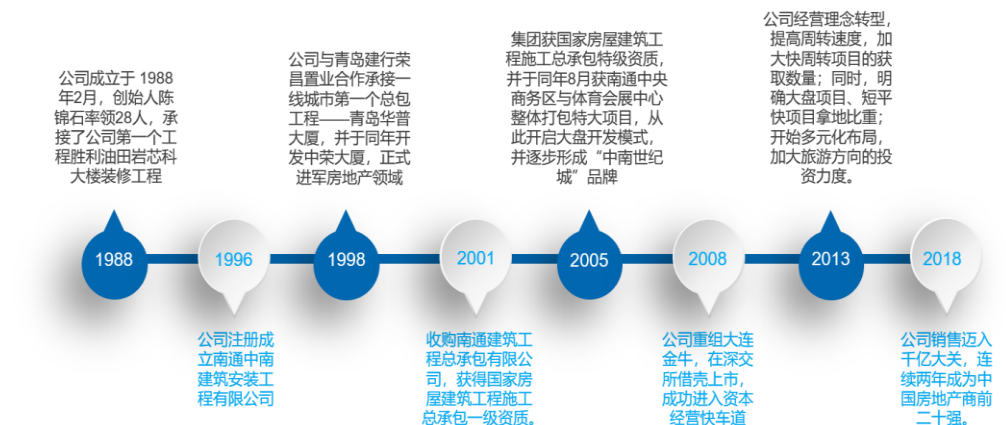 公司成立于 1988
年2月，创始人陈
锦石率领28人，承
接了公司第一个工
程胜利油田岩芯科
大楼装修工程
公司与青岛建行荣
昌置业合作承接一
线城市第一个总包
工程——青岛华普
大厦，并于同年开
发中荣大厦，正式
进军房地产领域
集团获国家房屋建筑工
程施工总承包特级资质，
并于同年8月获南通中央
商务区与体育会展中心
整体打包特大项目，从
此开启大盘开发模式，
并逐步形成“中南世纪
城”品牌
公司经营理念转型，
提高周转速度，加
大快周转项目的获
取数量；同时，明
确大盘项目、短平
快项目拿地比重；
开始多元化布局，
加大旅游方向的投
资力度。
1988
1996
1998
2001
2005
2008
2013
2018
公司注册成
立南通中南
建筑安装工
程有限公司
收购南通建筑工
程总承包有限公
司，获得国家房
屋建筑工程施工
总承包一级资质。
公司重组大连
金牛，在深交
所借壳上市，
成功进入资本
经营快车道
公司销售迈入
千亿大关，连
续两年成为中
国房地产商前
二十强。